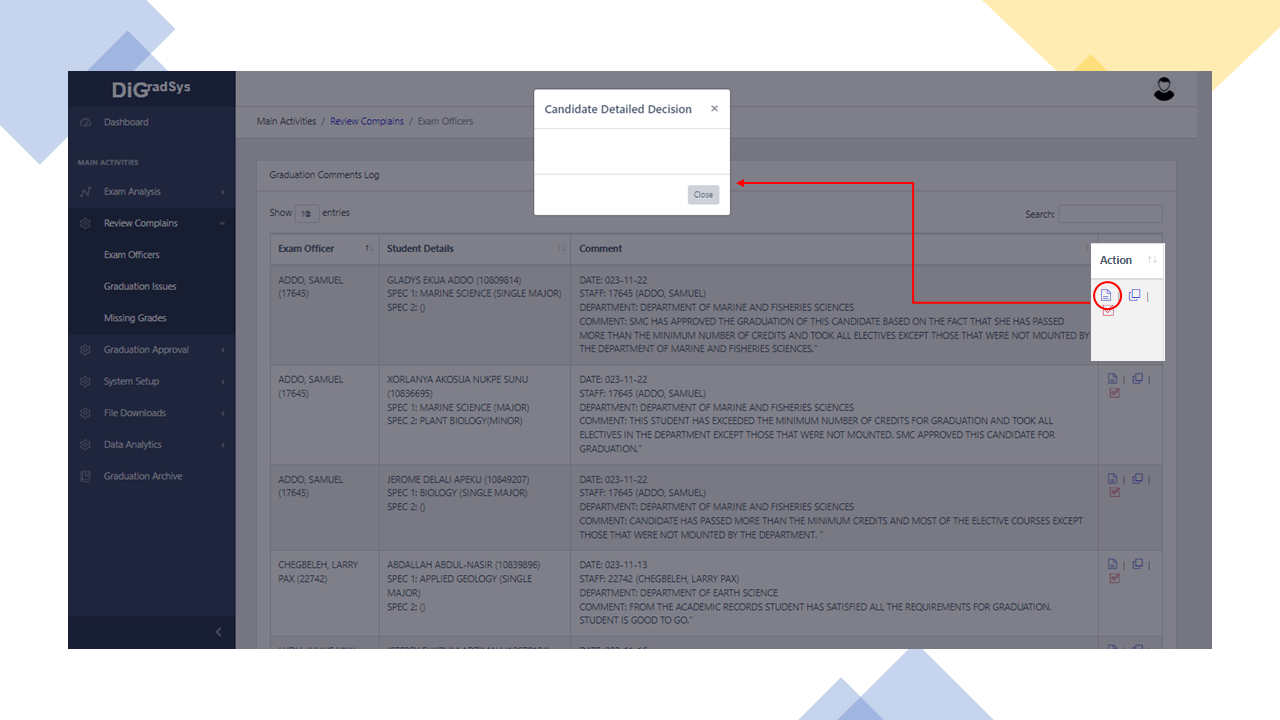 DiGradSys
Dashboard
MAIN ACTIVITIES
Exam Analysis
Review Complains
Exam Officers
Graduation Issues
Missing Grades
Graduation Approval
System Setup
File Downloads
Data Analytics
Graduation Archive
Main Activities / Review Complains / Exam Officers
Candidate Detailed Decision ×
Close
Graduation Comments Log
Show 10 entries
Search:
Exam Officer Student Details Comment Action
ADDO, SAMUEL
(17645)
GLADYS EKUA ADDO (10809814)
SPEC 1: MARINE SCIENCE (SINGLE MAJOR)
SPEC 2: ()
DATE: 023-11-22
STAFF: 17645 (ADDO, SAMUEL)
DEPARTMENT: DEPARTMENT OF MARINE AND FISHERIES SCIENCES
COMMENT: SMC HAS APPROVED THE GRADUATION OF THIS CANDIDATE BASED ON THE FACT THAT SHE HAS PASSED
MORE THAN THE MINIMUM NUMBER OF CREDITS AND TOOK ALL ELECTIVES EXCEPT THOSE THAT WERE NOT MOUNTED BY
THE DEPARTMENT OF MARINE AND FISHERIES SCIENCES."
|
ADDO, SAMUEL
(17645)
XORLANYA AKOSUA NUKPE SUNU
(10836695)
SPEC 1: MARINE SCIENCE (MAJOR)
SPEC 2: PLANT BIOLOGY(MINOR)
DATE: 023-11-22
STAFF: 17645 (ADDO, SAMUEL)
DEPARTMENT: DEPARTMENT OF MARINE AND FISHERIES SCIENCES
COMMENT: THIS STUDENT HAS EXCEEDED THE MINIMUM NUMBER OF CREDITS FOR GRADUATION AND TOOK ALL
ELECTIVES IN THE DEPARTMENT EXCEPT THOSE THAT WERE NOT MOUNTED. SMC APPROVED THIS CANDIDATE FOR
GRADUATION."
| |
ADDO, SAMUEL
(17645)
JEROME DELALI APEKU (10849207)
SPEC 1: BIOLOGY (SINGLE MAJOR)
SPEC 2: ()
DATE: 023-11-22
STAFF: 17645 (ADDO, SAMUEL)
DEPARTMENT: DEPARTMENT OF MARINE AND FISHERIES SCIENCES
COMMENT: CANDIDATE HAS PASSED MORE THAN THE MINIMUM CREDITS AND MOST OF THE ELECTIVE COURSES EXCEPT
THOSE THAT WERE NOT MOUNTED BY THE DEPARTMENT. "
| |
CHEGBELEH, LARRY
PAX (22742)
ABDALLAH ABDUL-NASIR (10839896)
SPEC 1: APPLIED GEOLOGY (SINGLE
MAJOR)
SPEC 2: ()
DATE: 023-11-13
STAFF: 22742 (CHEGBELEH, LARRY PAX)
DEPARTMENT: DEPARTMENT OF EARTH SCIENCE
COMMENT: FROM THE ACADEMIC RECORDS STUDENT HAS SATISFIED ALL THE REQUIREMENTS FOR GRADUATION.
STUDENT IS GOOD TO GO."
| |